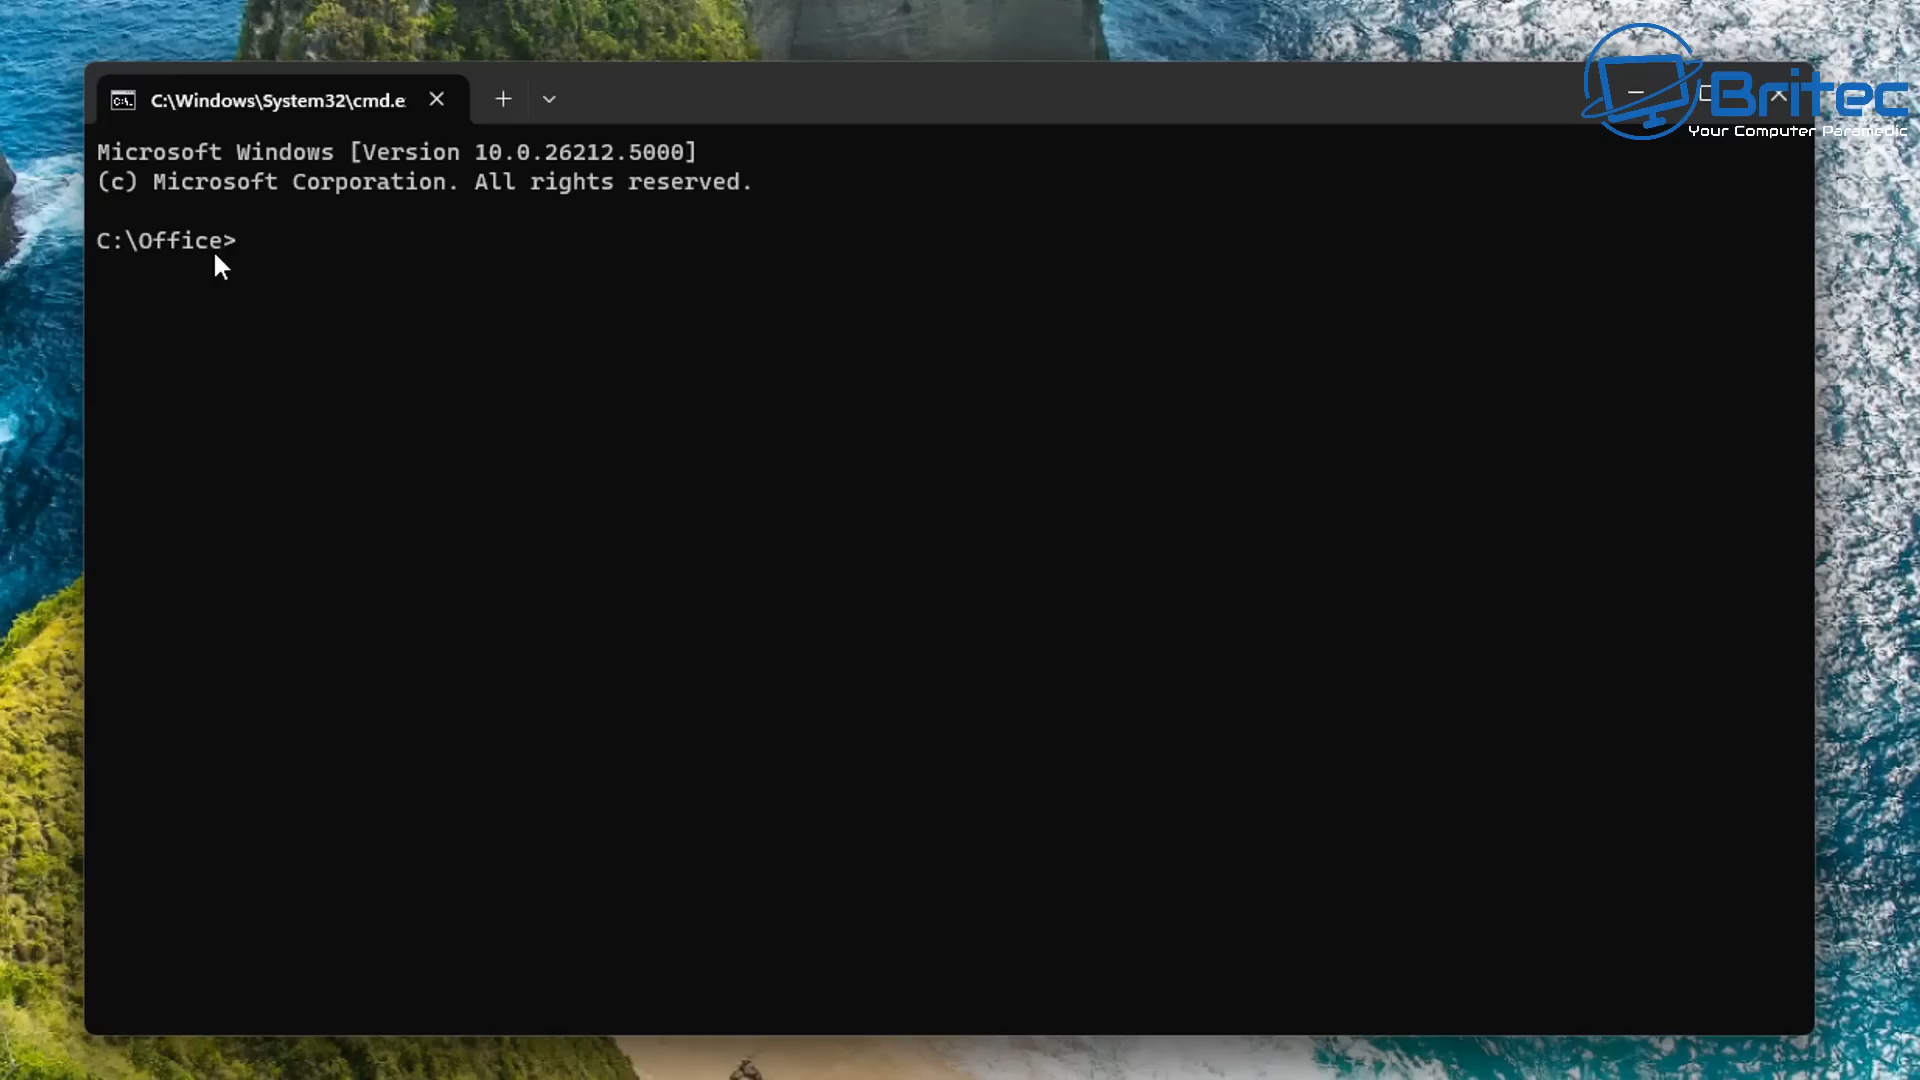 Britec
Your Computer Paramedic
C:\Windows\System32\cmd.e
Microsoft Windows [Version 10.0.26212.5000]
(c) Microsoft Corporation. All rights reserved.
C:\Office>